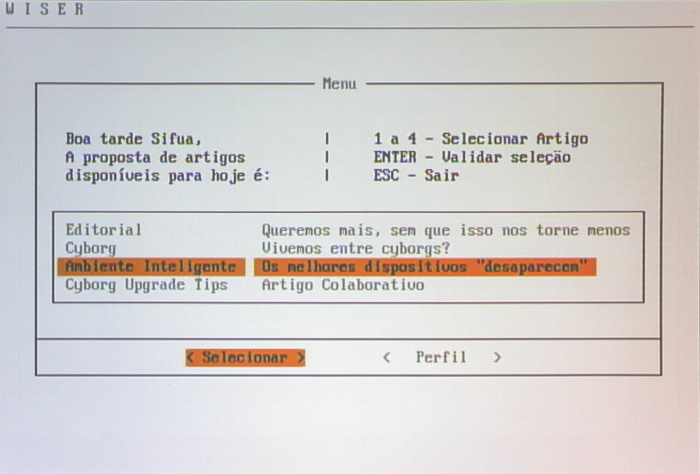 W I S E R
Menu
Boa tarde Sifua, | 1 a 4 - Selecionar Artigo
A proposta de artigos | ENTER - Validar seleção
disponíveis para hoje é: | ESC - Sair
Editorial Queremos mais, sem que isso nos torne menos
Cyborg Vivemos entre cyborgs?
Ambiente Inteligente Os melhores dispositivos "desaparecem"
Cyborg Upgrade Tips Artigo Colaborativo
< Selecionar > < Perfil >